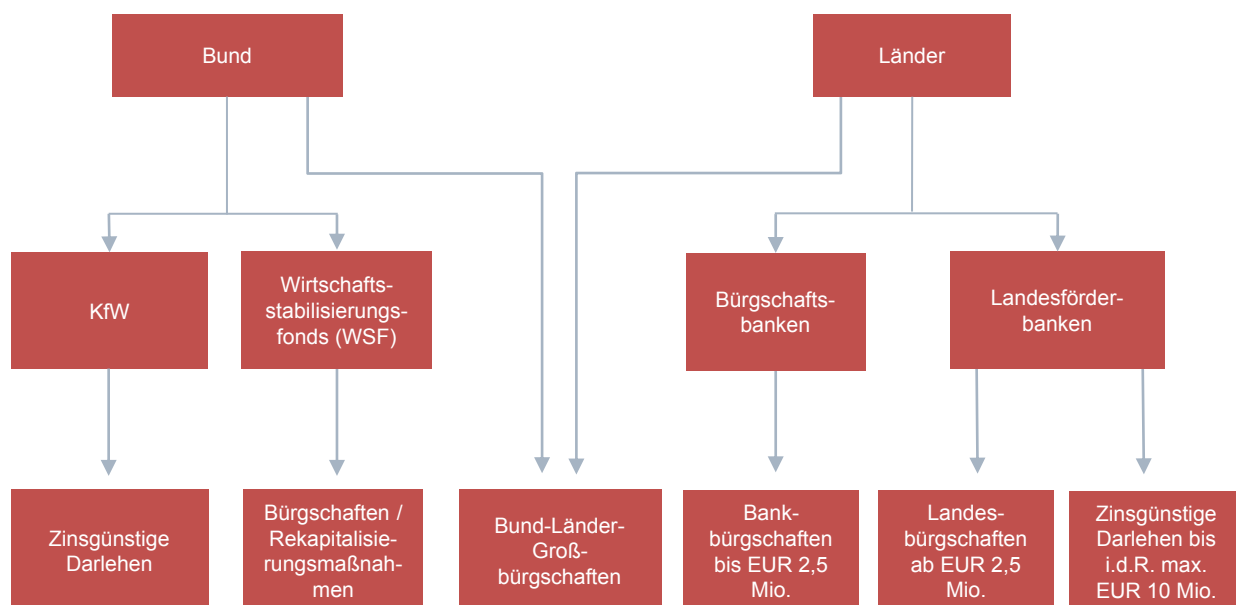 Bund
Länder
KfW
Wirtschafts-
stabilisierungs-
fonds (WSF)
Bürgschafts-
banken
Landesförder-
banken
Zinsgünstige
Darlehen
Bürgschaften /
Rekapitalisie-
rungsmaßnah-
men
Bund-Länder-
Groß-
bürgschaften
Bank-
bürgschaften
bis EUR 2,5
Mio.
Landes-
bürgschaften
ab EUR 2,5
Mio.
Zinsgünstige
Darlehen bis
i.d.R. max.
EUR 10 Mio.